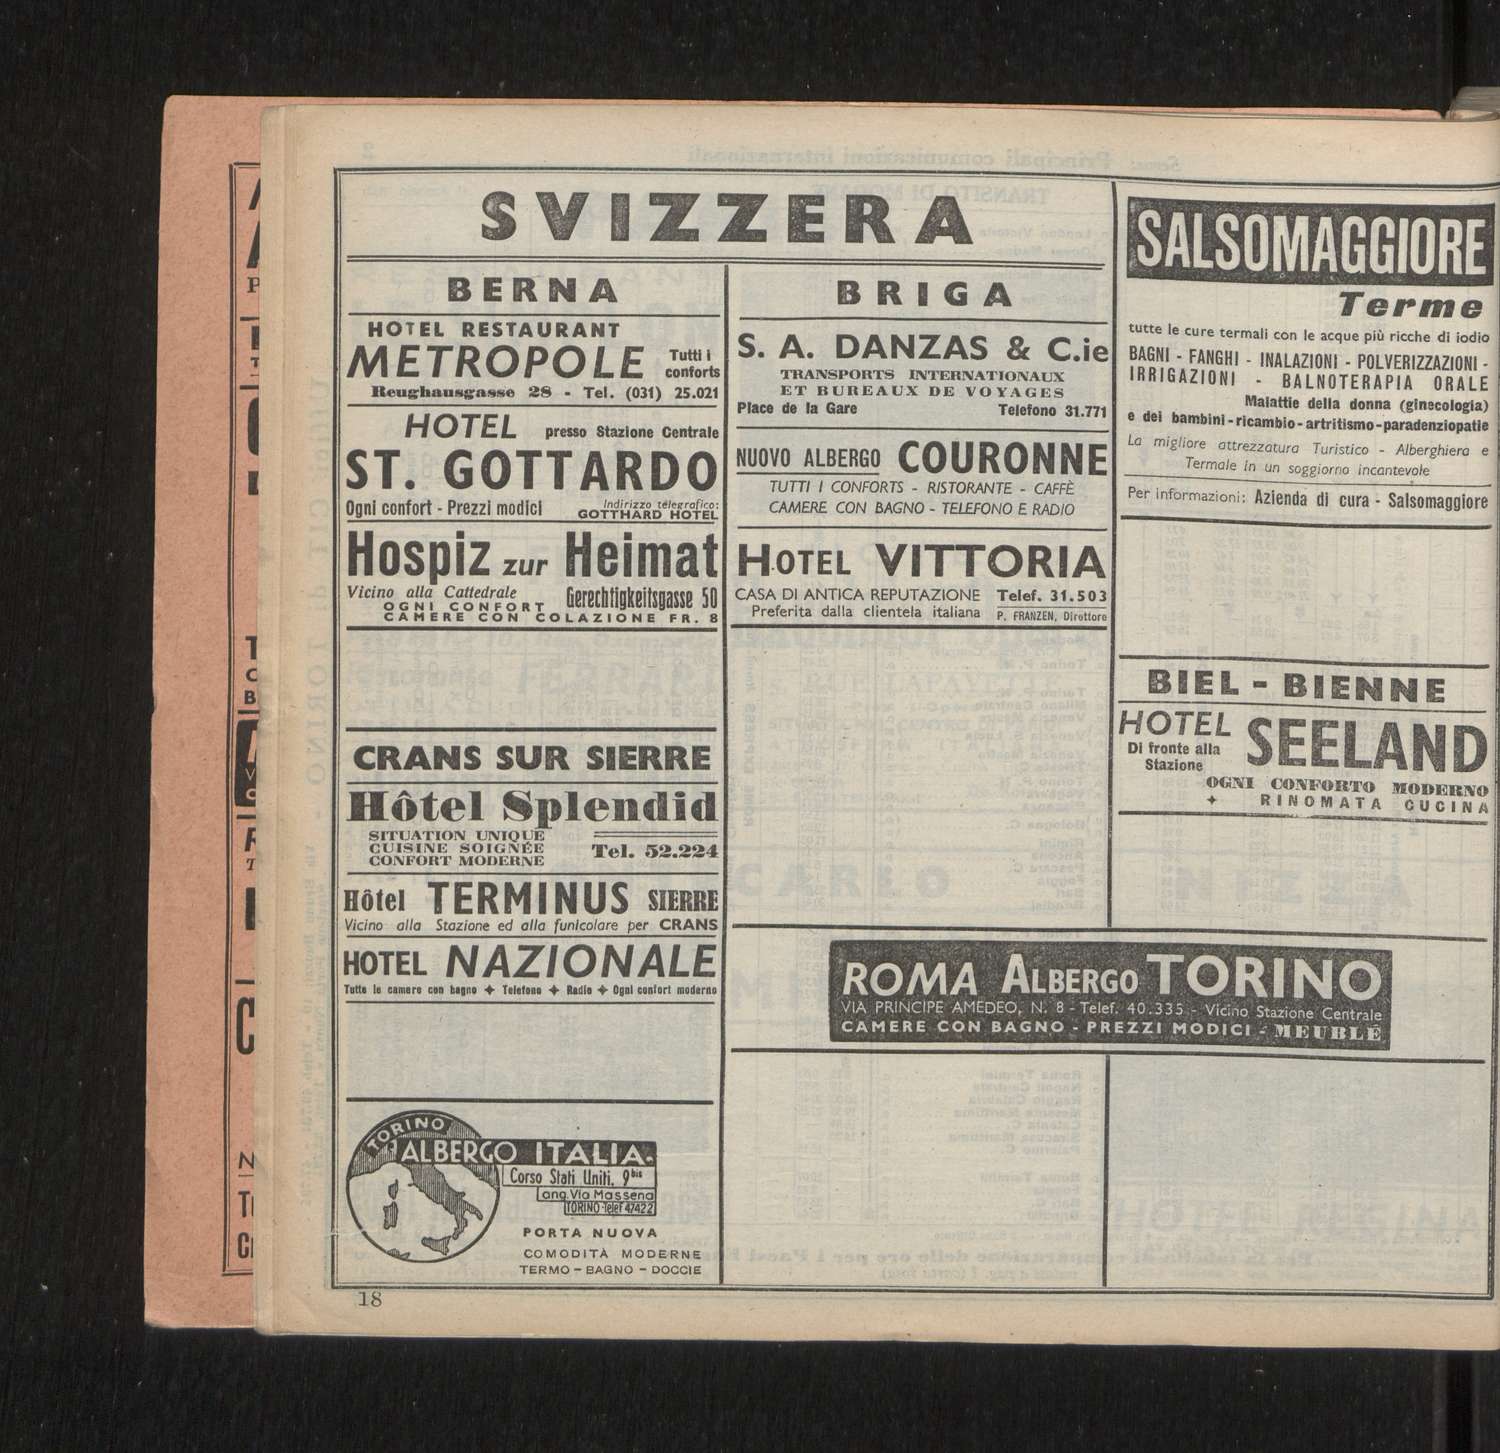 SVIZZERA
BERNA
HOTEL RESTAURANT
METROPOLE Tutti i conforts
Reughausgasse 28 - Tel. (031) 25.021
HOTEL presso Stazione Centrale
ST. GOTTARDO
Ogni confort - Prezzi modici Indirizzo telegrafico:
GOTTHARD HOTEL
Hospiz zur Heimat
Vicino alla Cattedrale Gerechtigkeitsgasse 50
OGNI CONFORT
CAMERE CON COLAZIONE FR. 8
CRANS SUR SIERRE
Hôtel Splendid
SITUATION UNIQUE
CUISINE SOIGNÉE Tel. 52.224
CONFORT MODERNE
Hôtel TERMINUS SIERRE
Vicino alla Stazione ed alla funicolare per CRANS
HOTEL NAZIONALE
Tutte le camere con bagno ✦ Telefono ✦ Radio ✦ Ogni confort moderno
TORINO
ALBERGO ITALIA.
Corso Stati Uniti, 9bis
ang. Via Massena
TORINO-Telef 47422
PORTA NUOVA
COMODITÀ MODERNE
TERMO - BAGNO - DOCCIE
BRIGA
S. A. DANZAS & C.ie
TRANSPORTS INTERNATIONAUX
ET BUREAUX DE VOYAGES
Place de la Gare Telefono 31.771
NUOVO ALBERGO COURONNE
TUTTI I CONFORTS - RISTORANTE - CAFFÈ
CAMERE CON BAGNO - TELEFONO E RADIO
HOTEL VITTORIA
CASA DI ANTICA REPUTAZIONE Telef. 31.503
Preferita dalla clientela italiana P. FRANZEN, Direttore
SALSOMAGGIORE
Terme
tutte le cure termali con le acque più ricche di iodio
BAGNI - FANGHI - INALAZIONI - POLVERIZZAZIONI -
IRRIGAZIONI - BALNOTERAPIA ORALE
Malattie della donna (ginecologia)
e dei bambini-ricambio-artritismo-paradenziopatie
La migliore attrezzatura Turistico - Alberghiera e
Termale in un soggiorno incantevole
Per informazioni: Azienda di cura - Salsomaggiore
BIEL - BIENNE
HOTEL SEELAND
Di fronte alla
Stazione
OGNI CONFORTO MODERNO
✦ RINOMATA CUCINA
ROMA ALBERGO TORINO
VIA PRINCIPE AMEDEO, N. 8 - Telef. 40.335 - Vicino Stazione Centrale
CAMERE CON BAGNO - PREZZI MODICI - MEUBLÉ
18